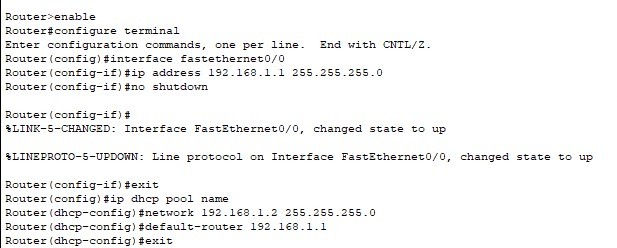 Router>enable
Router#configure terminal
Enter configuration commands, one per line.  End with CNTL/Z.
Router(config)#interface fastethernet0/0
Router(config-if)#ip address 192.168.1.1 255.255.255.0
Router(config-if)#no shutdown
Router(config-if)#
%LINK-5-CHANGED: Interface FastEthernet0/0, changed state to up
%LINEPROTO-5-UPDOWN: Line protocol on Interface FastEthernet0/0, changed state to up
Router(config-if)#exit
Router(config)#ip dhcp pool name
Router(dhcp-config)#network 192.168.1.2 255.255.255.0
Router(dhcp-config)#default-router 192.168.1.1
Router(dhcp-config)#exit